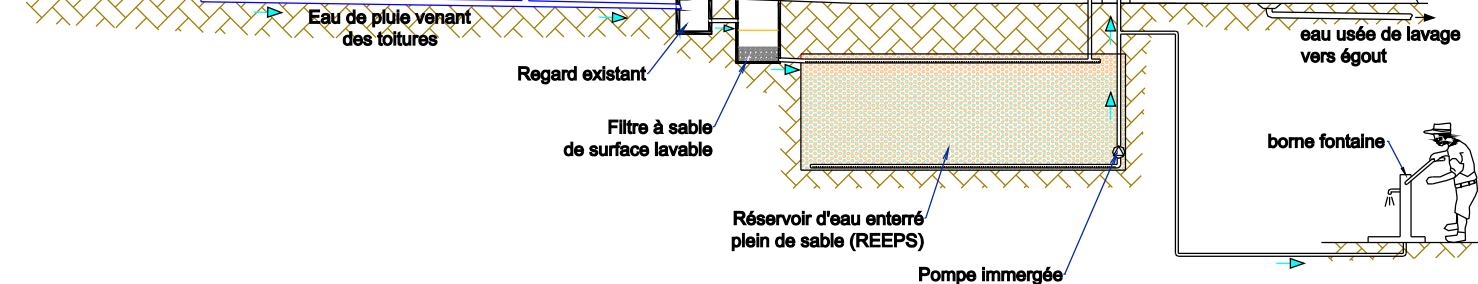 Eau de pluie venant
des toitures
eau usée de lavage
vers égout
Regard existant
Filtre à sable
de surface lavable
borne fontaine
Réservoir d'eau enterré
plein de sable (REEPS)
Pompe immergée